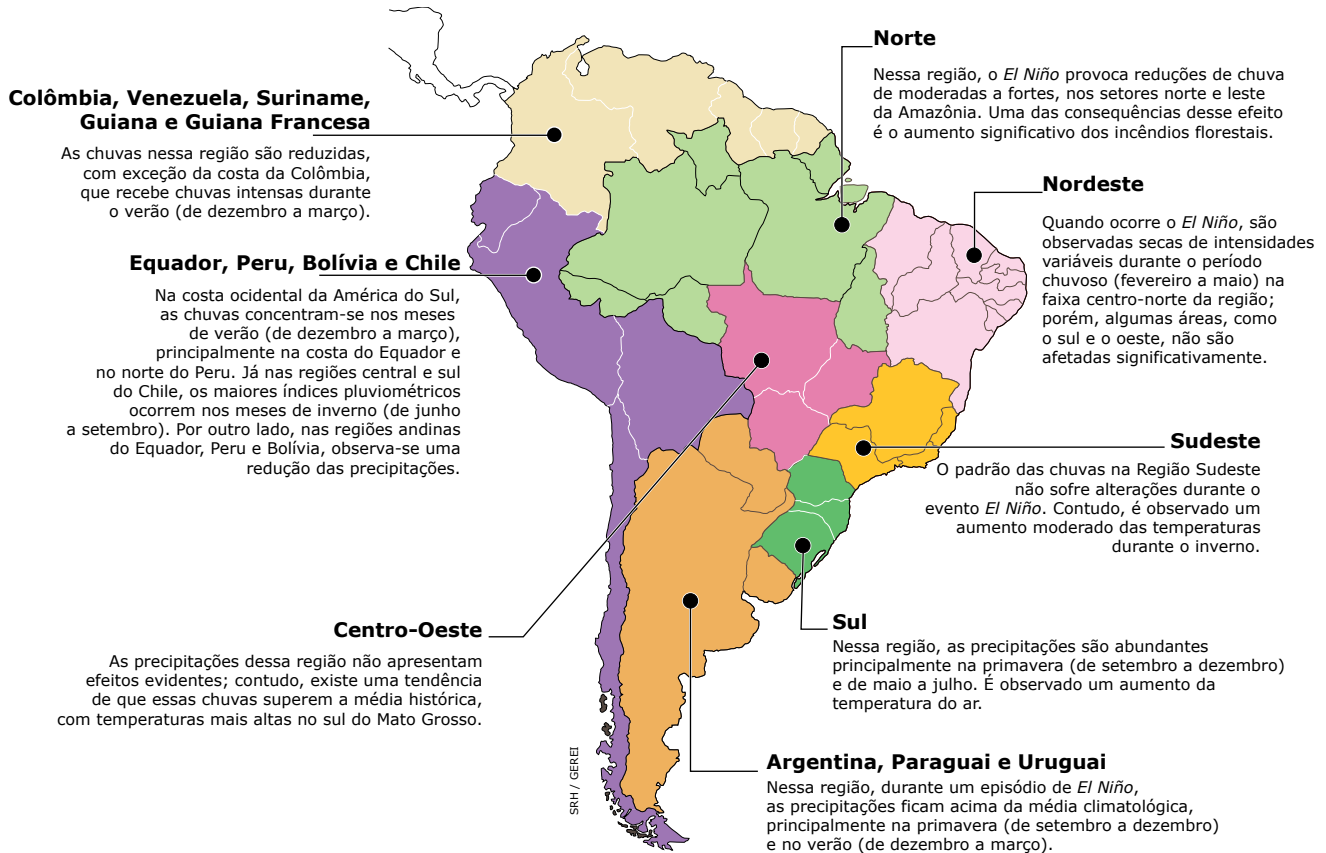 Colômbia, Venezuela, Suriname,
Guiana e Guiana Francesa
As chuvas nessa região são reduzidas,
com exceção da costa da Colômbia,
que recebe chuvas intensas durante
o verão (de dezembro a março).
Equador, Peru, Bolívia e Chile
Na costa ocidental da América do Sul,
as chuvas concentram-se nos meses
de verão (de dezembro a março),
principalmente na costa do Equador e
no norte do Peru. Já nas regiões central e sul
do Chile, os maiores índices pluviométricos
ocorrem nos meses de inverno (de junho
a setembro). Por outro lado, nas regiões andinas
do Equador, Peru e Bolívia, observa-se uma
redução das precipitações.
Centro-Oeste
As precipitações dessa região não apresentam
efeitos evidentes; contudo, existe uma tendência
de que essas chuvas superem a média histórica,
com temperaturas mais altas no sul do Mato Grosso.
Norte
Nessa região, o El Niño provoca reduções de chuva
de moderadas a fortes, nos setores norte e leste
da Amazônia. Uma das consequências desse efeito
é o aumento significativo dos incêndios florestais.
Nordeste
Quando ocorre o El Niño, são
observadas secas de intensidades
variáveis durante o período
chuvoso (fevereiro a maio) na
faixa centro-norte da região;
porém, algumas áreas, como
o sul e o oeste, não são
afetadas significativamente.
Sudeste
O padrão das chuvas na Região Sudeste
não sofre alterações durante o
evento El Niño. Contudo, é observado um
aumento moderado das temperaturas
durante o inverno.
Sul
Nessa região, as precipitações são abundantes
principalmente na primavera (de setembro a dezembro)
e de maio a julho. É observado um aumento da
temperatura do ar.
Argentina, Paraguai e Uruguai
Nessa região, durante um episódio de El Niño,
as precipitações ficam acima da média climatológica,
principalmente na primavera (de setembro a dezembro)
e no verão (de dezembro a março).
SRH / GEREI